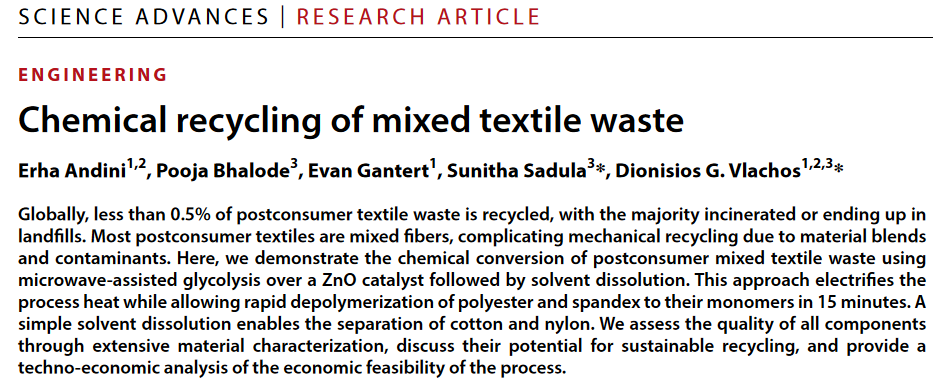 SCIENCE ADVANCES | RESEARCH ARTICLE
ENGINEERING
Chemical recycling of mixed textile waste
Erha Andini1,2, Pooja Bhalode3, Evan Gantert1, Sunitha Sadula3*, Dionisios G. Vlachos1,2,3*
Globally, less than 0.5% of postconsumer textile waste is recycled, with the majority incinerated or ending up in
landfills. Most postconsumer textiles are mixed fibers, complicating mechanical recycling due to material blends
and contaminants. Here, we demonstrate the chemical conversion of postconsumer mixed textile waste using
microwave-assisted glycolysis over a ZnO catalyst followed by solvent dissolution. This approach electrifies the
process heat while allowing rapid depolymerization of polyester and spandex to their monomers in 15 minutes. A
simple solvent dissolution enables the separation of cotton and nylon. We assess the quality of all components
through extensive material characterization, discuss their potential for sustainable recycling, and provide a
techno-economic analysis of the economic feasibility of the process.